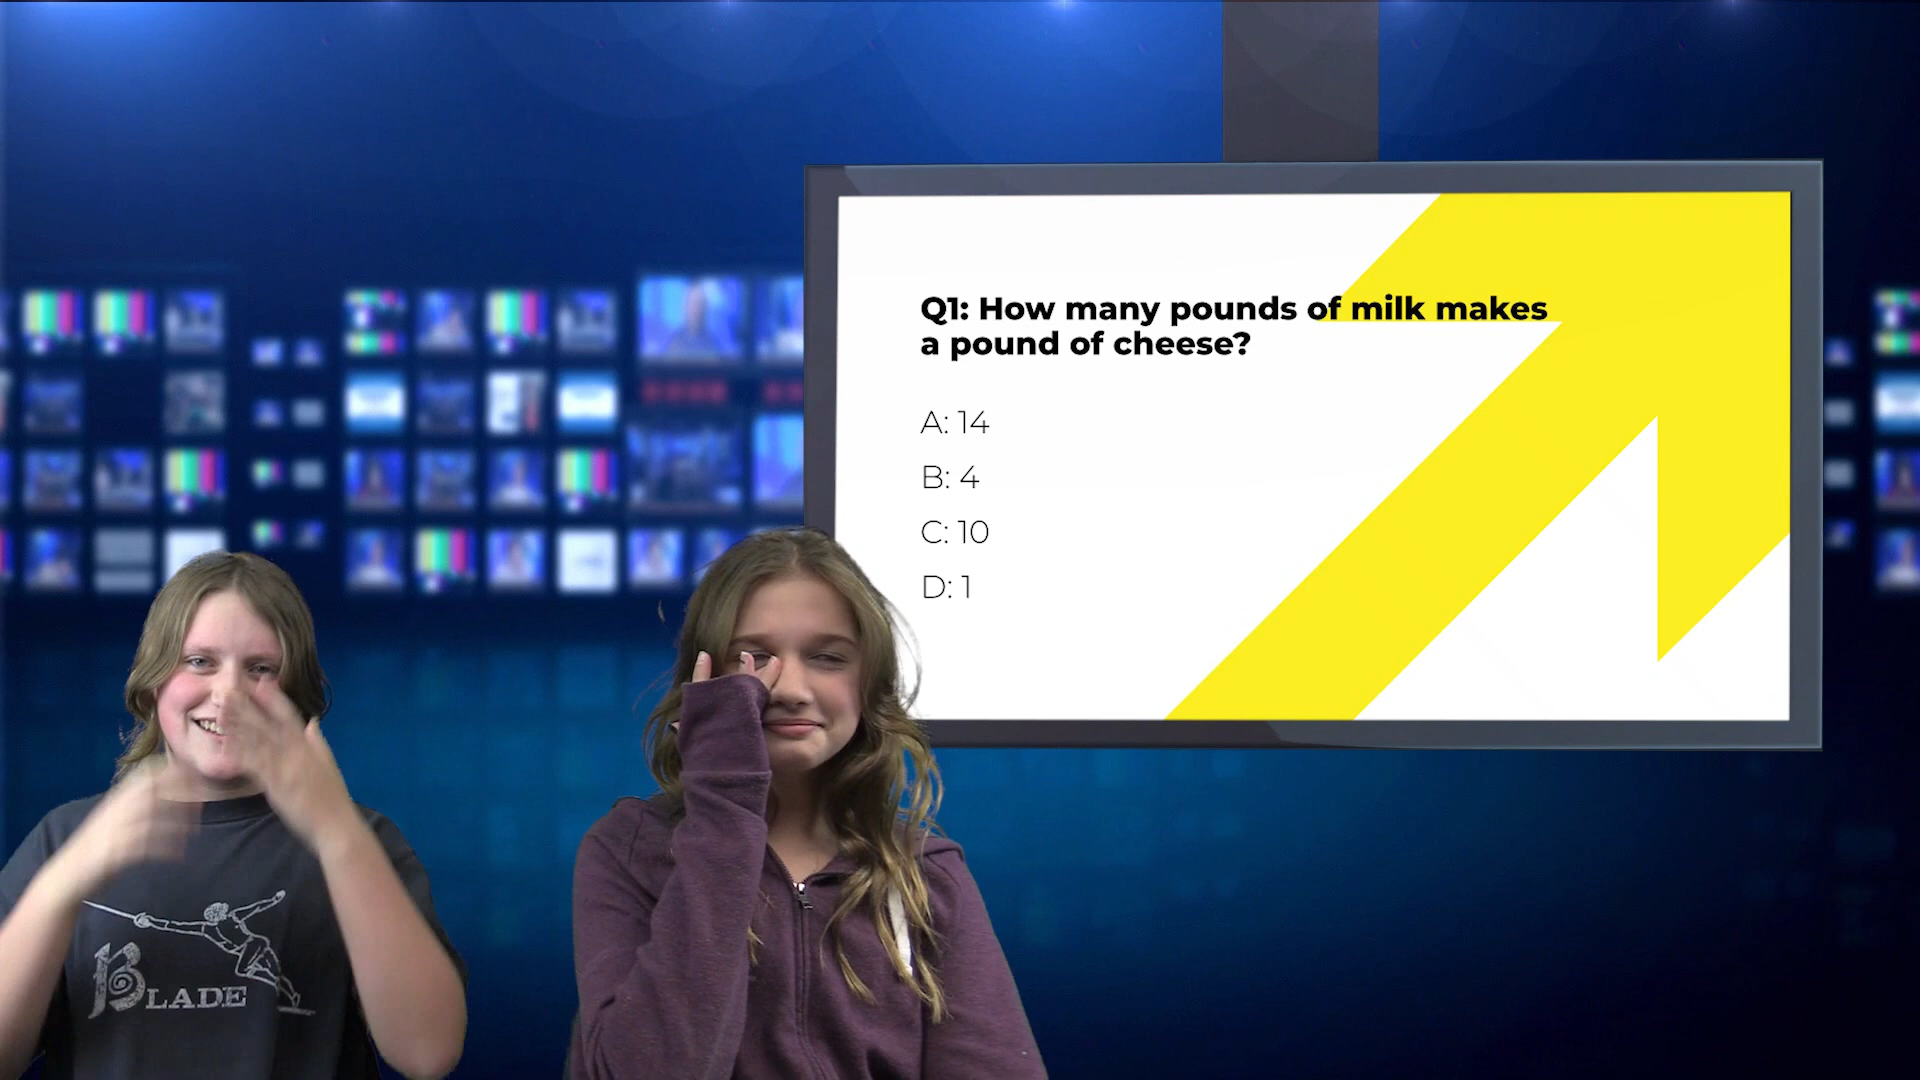 Q1: How many pounds of milk makes
a pound of cheese?
A: 14
B: 4
C: 10
D: 1
BLADE